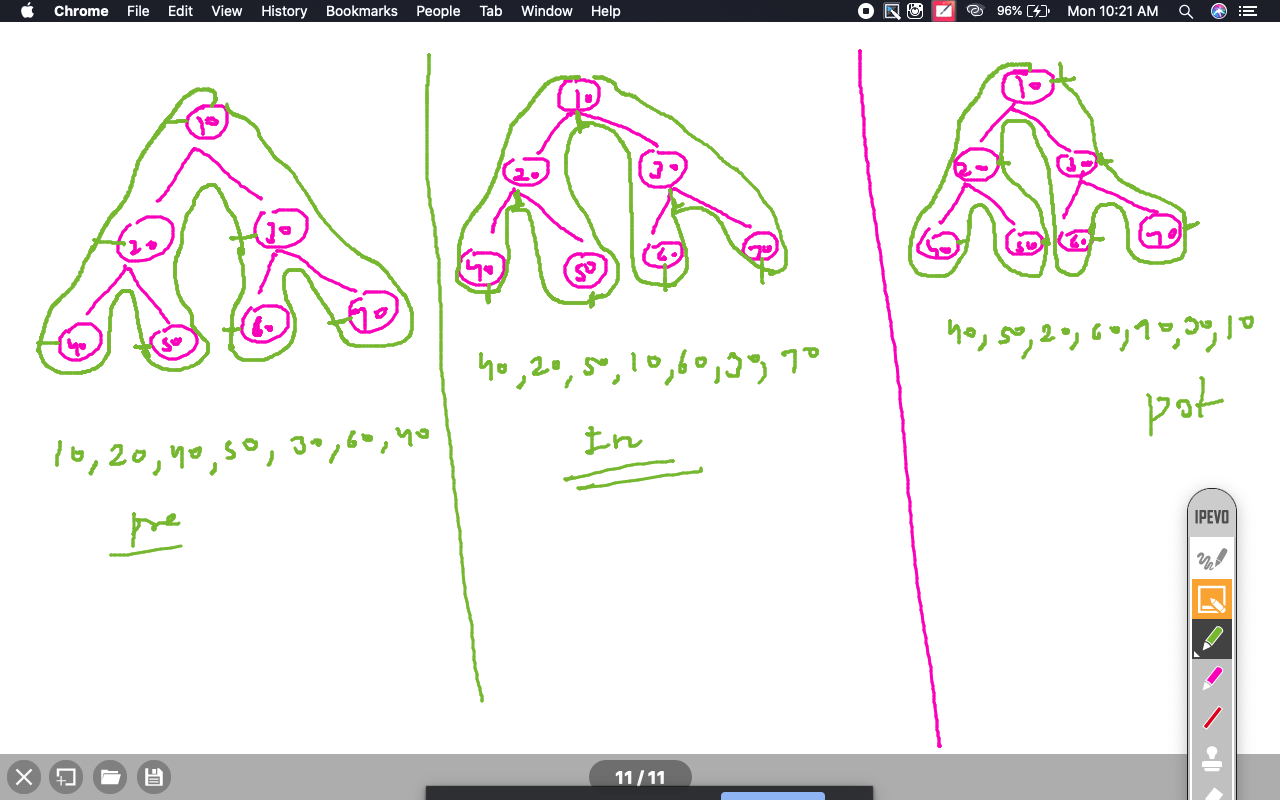 Chrome File Edit View History Bookmarks People Tab Window Help 96% Mon 10:21 AM
10
20 30
40 50 60 70
10, 20, 40, 50, 30, 60, 40
pre
10
20 30
40 50 60 70
40, 20, 50, 10, 60, 30, 70
In
10
20 30
40 50 60 70
40, 50, 20, 60, 70, 30, 10
pot
IPEVO
11 / 11